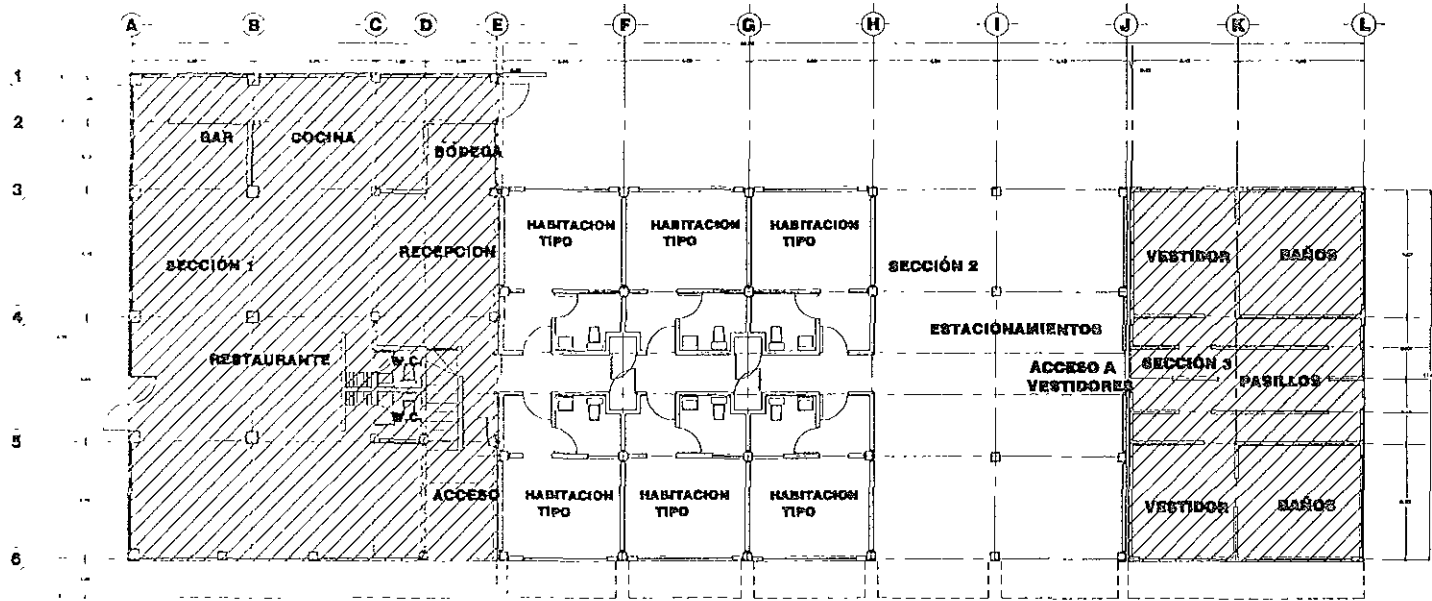 A B C D E F G H I J K L
1
2
BAR COCINA
BODEGA
3
HABITACION
TIPO
HABITACION
TIPO
HABITACION
TIPO
RECEPCION
SECCIÓN 1
SECCIÓN 2
VESTIDOR BAÑOS
4
ESTACIONAMIENTOS
RESTAURANTE
W.C.
ACCESO A
VESTIDORES
SECCIÓN 3
PASILLOS
W.C.
5
ACCESO
HABITACION
TIPO
HABITACION
TIPO
HABITACION
TIPO
VESTIDOR BAÑOS
6